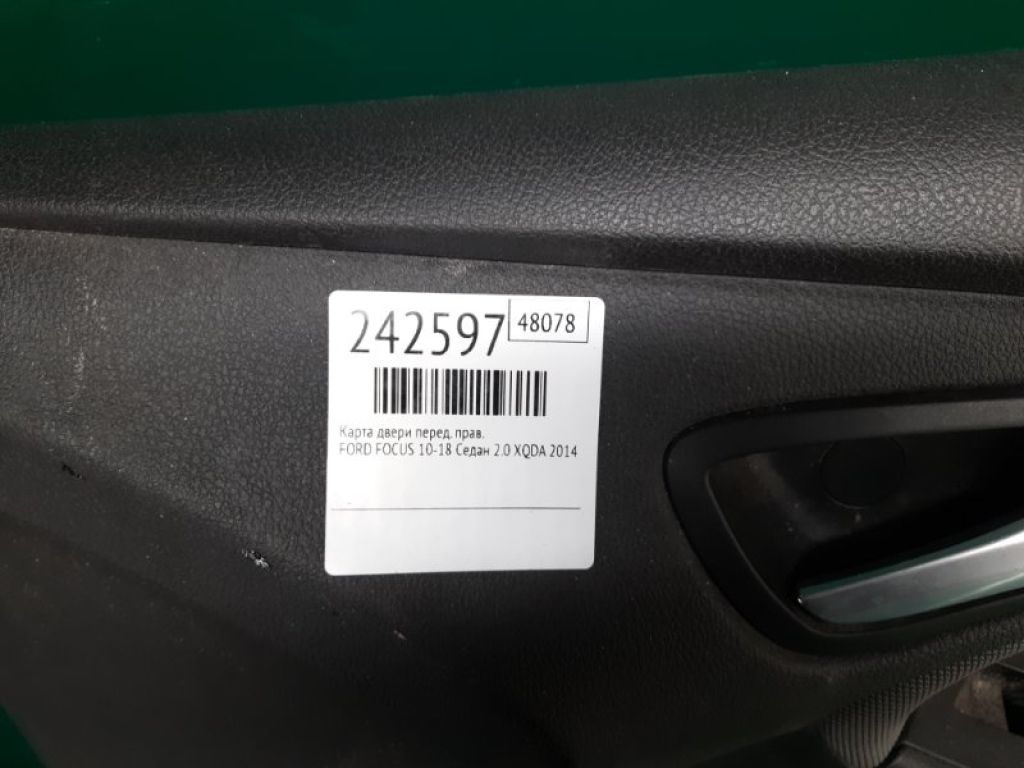 242597
48078
Карта двери перед. прав.
FORD FOCUS 10-18 Седан 2.0 XQDA 2014